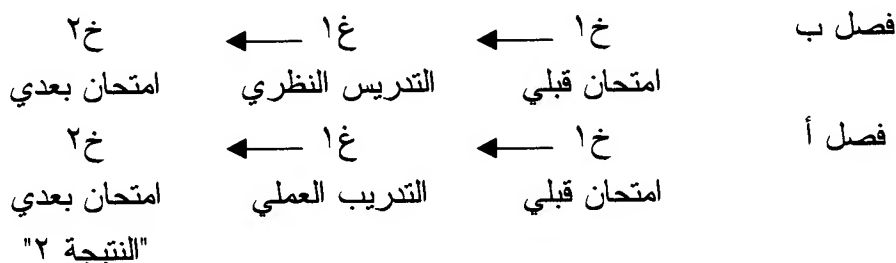 فصل ب خ١ ← غ١ ← خ٢
امتحان قبلي التدريس النظري امتحان بعدي
فصل أ خ١ ← غ١ ← خ٢
امتحان قبلي التدريب العملي امتحان بعدي
"النتيجة ٢"